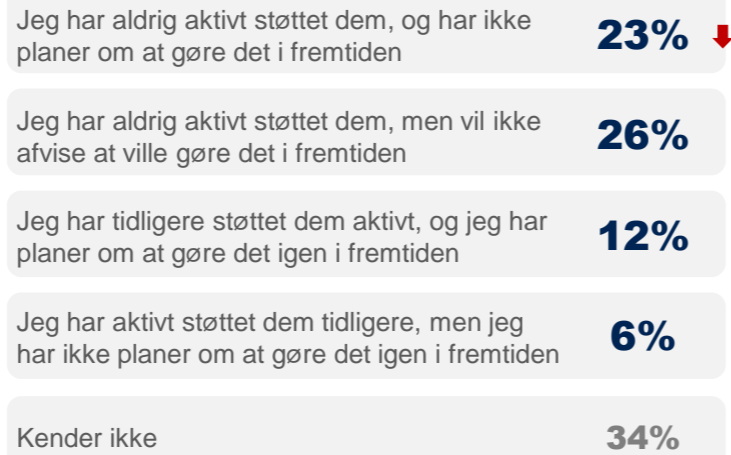 Jeg har aldrig aktivt støttet dem, og har ikke
planer om at gøre det i fremtiden
23%
Jeg har aldrig aktivt støttet dem, men vil ikke
afvise at ville gøre det i fremtiden
26%
Jeg har tidligere støttet dem aktivt, og jeg har
planer om at gøre det igen i fremtiden
12%
Jeg har aktivt støttet dem tidligere, men jeg
har ikke planer om at gøre det igen i fremtiden
6%
Kender ikke
34%